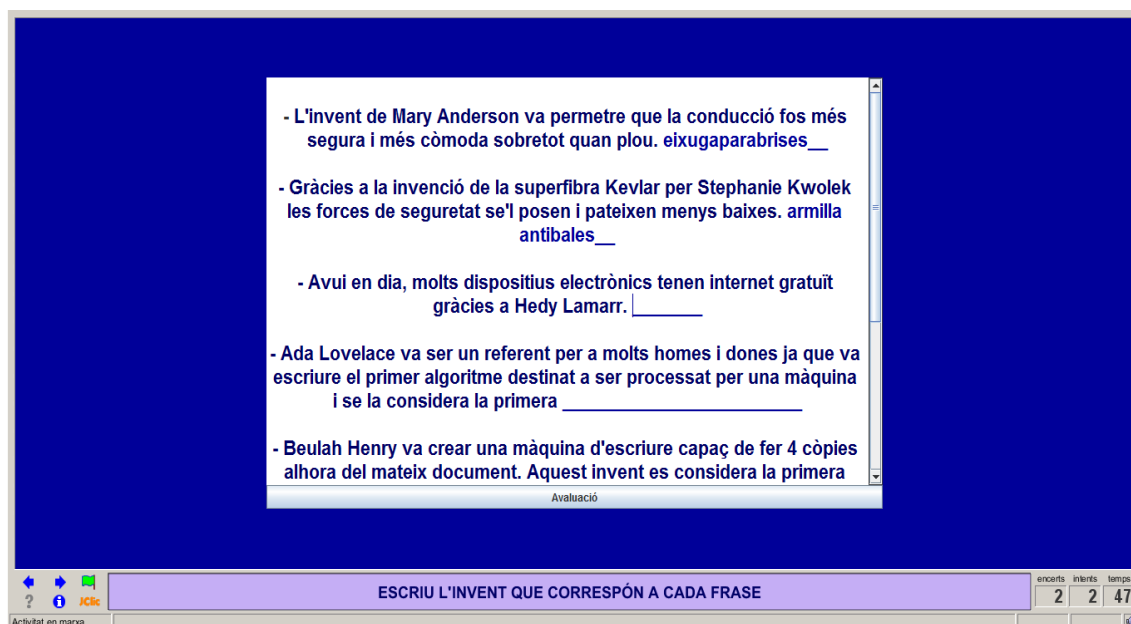 - L'invent de Mary Anderson va permetre que la conducció fos més
segura i més còmoda sobretot quan plou. eixugaparabrises__
- Gràcies a la invenció de la superfibra Kevlar per Stephanie Kwolek
les forces de seguretat se'l posen i pateixen menys baixes. armilla
antibales__
- Avui en dia, molts dispositius electrònics tenen internet gratuït
gràcies a Hedy Lamarr. _______
- Ada Lovelace va ser un referent per a molts homes i dones ja que va
escriure el primer algoritme destinat a ser processat per una màquina
i se la considera la primera ________________________
- Beulah Henry va crear una màquina d'escriure capaç de fer 4 còpies
alhora del mateix document. Aquest invent es considera la primera
Avaluació
ESCRIU L'INVENT QUE CORRESPÓN A CADA FRASE
encerts intents temps
2 2 47
? JClic
Activitat en marxa